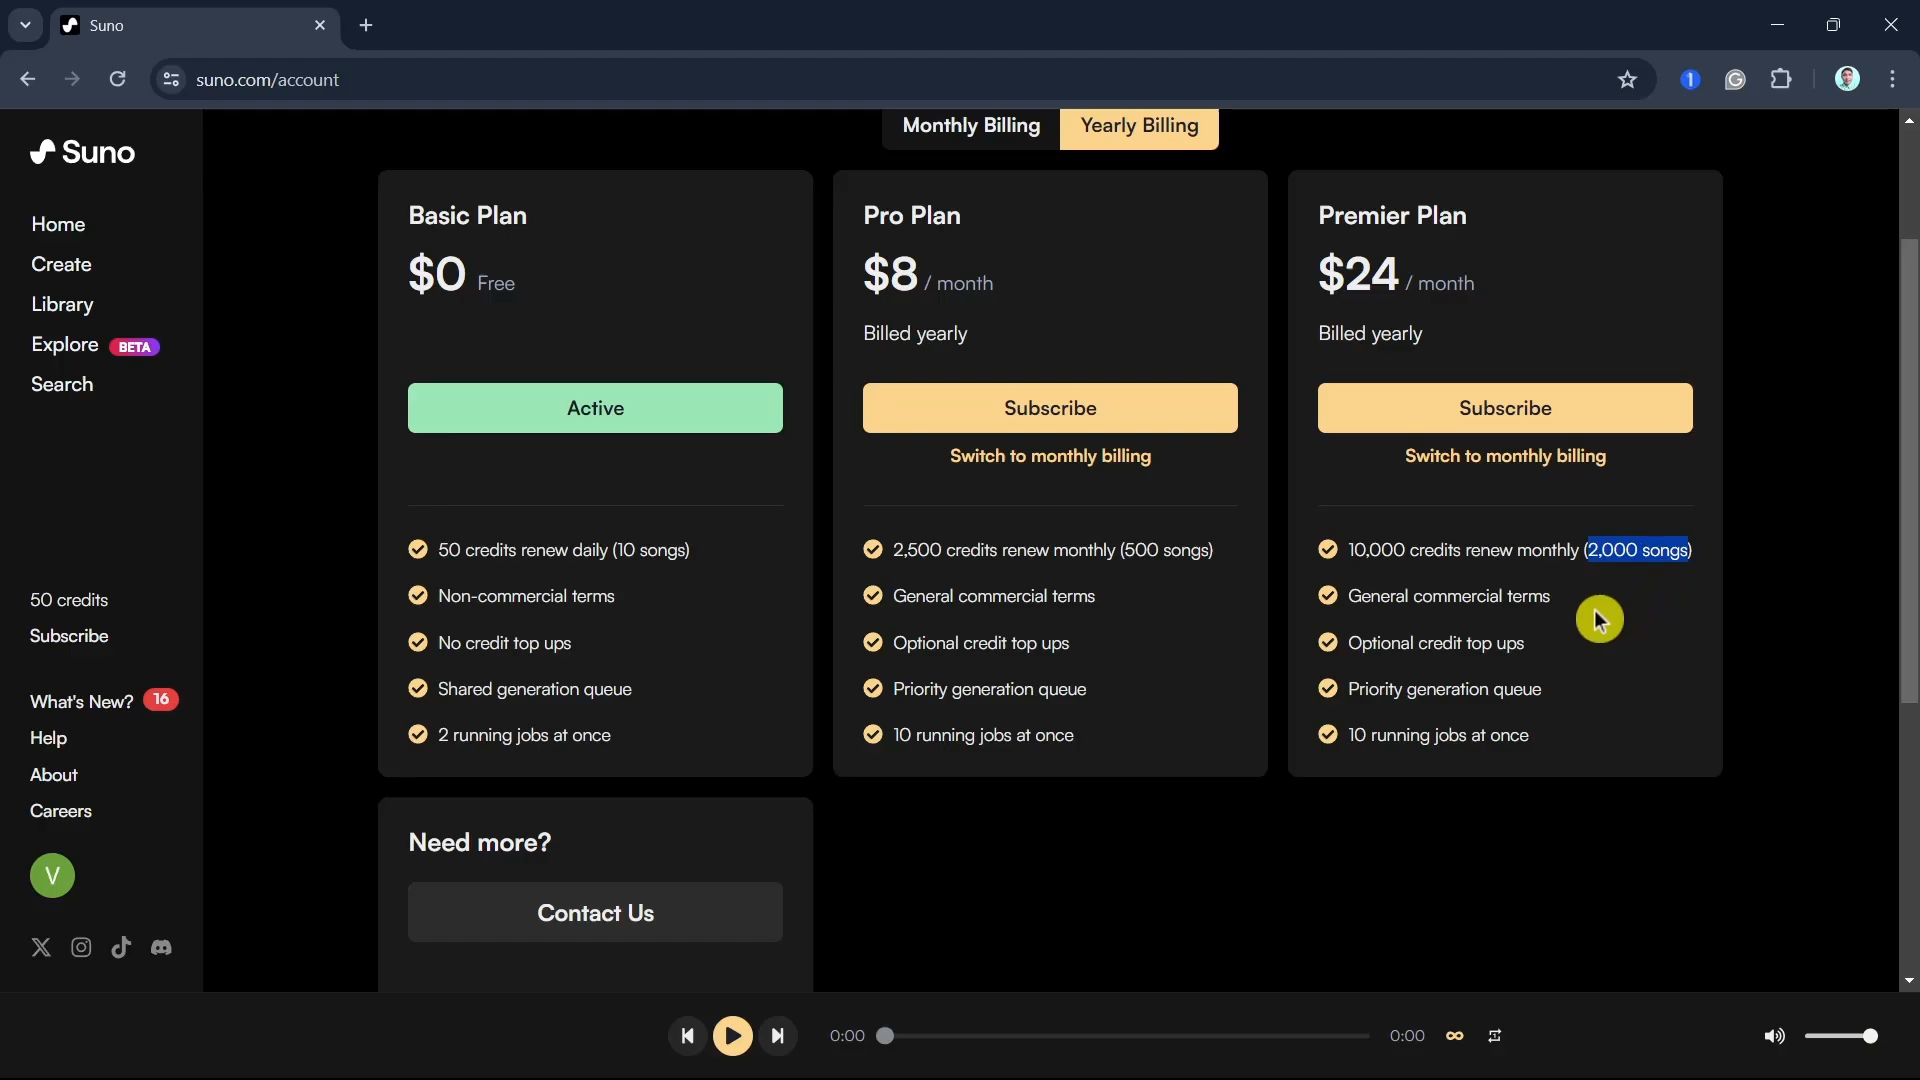 Suno
suno.com/account
Suno
Home
Create
Library
Explore BETA
Search
50 credits
Subscribe
What's New? 16
Help
About
Careers
V
Monthly Billing
Yearly Billing
Basic Plan
$0 Free
Active
50 credits renew daily (10 songs)
Non-commercial terms
No credit top ups
Shared generation queue
2 running jobs at once
Pro Plan
$8 / month
Billed yearly
Subscribe
Switch to monthly billing
2,500 credits renew monthly (500 songs)
General commercial terms
Optional credit top ups
Priority generation queue
10 running jobs at once
Premier Plan
$24 / month
Billed yearly
Subscribe
Switch to monthly billing
10,000 credits renew monthly (2,000 songs)
General commercial terms
Optional credit top ups
Priority generation queue
10 running jobs at once
Need more?
Contact Us
0:00
0:00